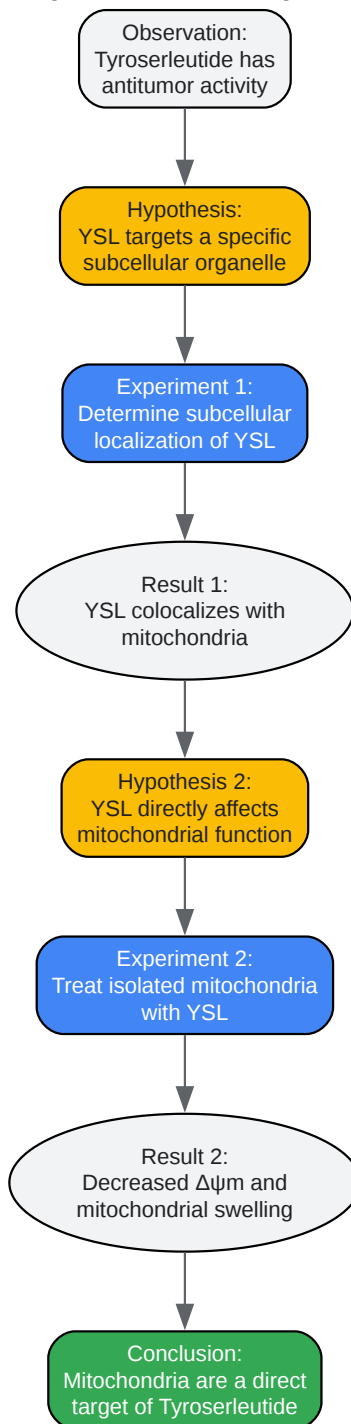 Observation:
Tyroserleutide has
antitumor activity
Hypothesis:
YSL targets a specific
subcellular organelle
Experiment 1:
Determine subcellular
localization of YSL
Result 1:
YSL colocalizes with
mitochondria
Hypothesis 2:
YSL directly affects
mitochondrial function
Experiment 2:
Treat isolated mitochondria
with YSL
Result 2:
Decreased Δψm and
mitochondrial swelling
Conclusion:
Mitochondria are a direct
target of Tyroserleutide